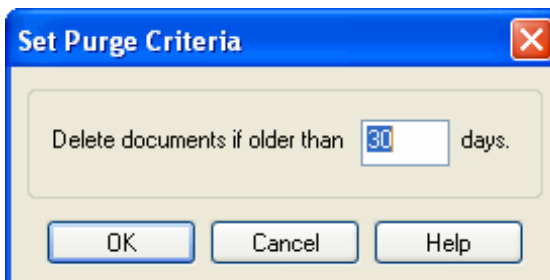 Set Purge Criteria
Delete documents if older than 30 days.
OK Cancel Help